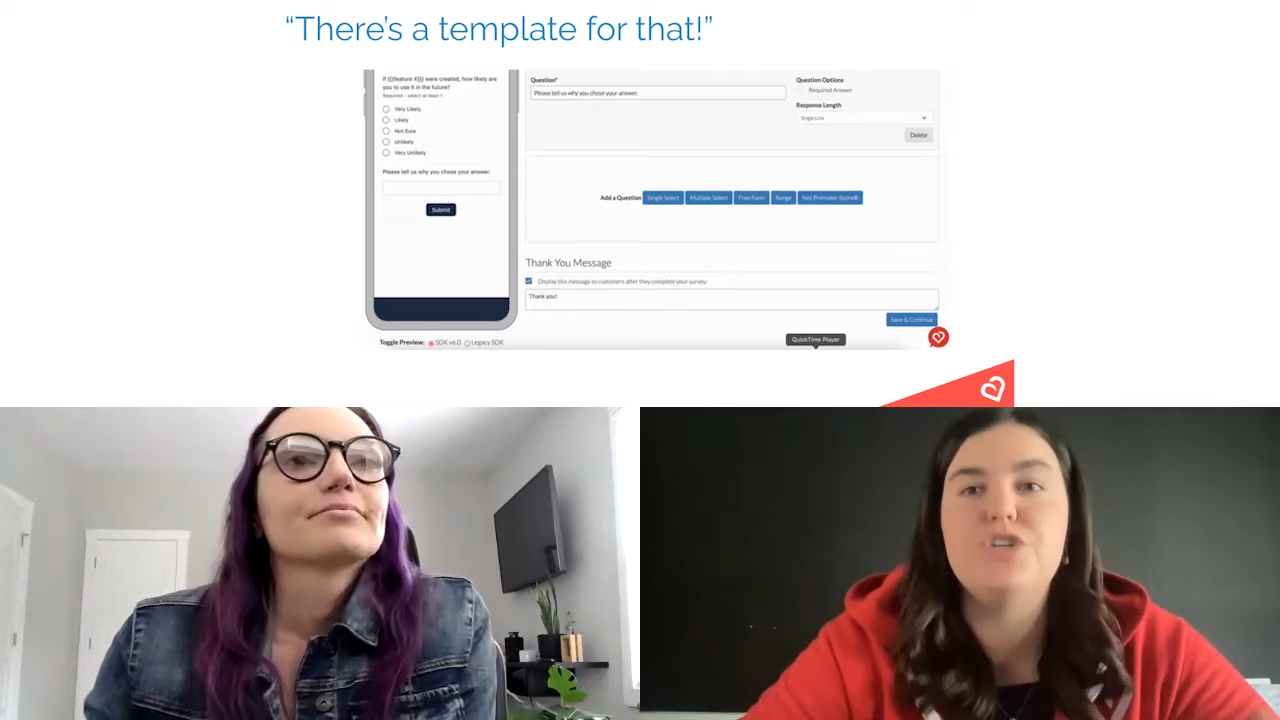 “There’s a template for that!”
If {{{feature X}}} were created, how likely are
you to use it in the future?
Required - select at least 1
Very Likely
Likely
Not Sure
Unlikely
Very Unlikely
Please tell us why you chose your answer.
Submit
Toggle Preview: SDK v6.0 Legacy SDK
Question*
Please tell us why you chose your answer.
Question Options
Required Answer
Response Length
Single Line
Delete
Add a Question Single Select Multiple Select Free Form Range Net Promoter Score®
Thank You Message
Display this message to customers after they complete your survey.
Thank you!
Save & Continue
QuickTime Player